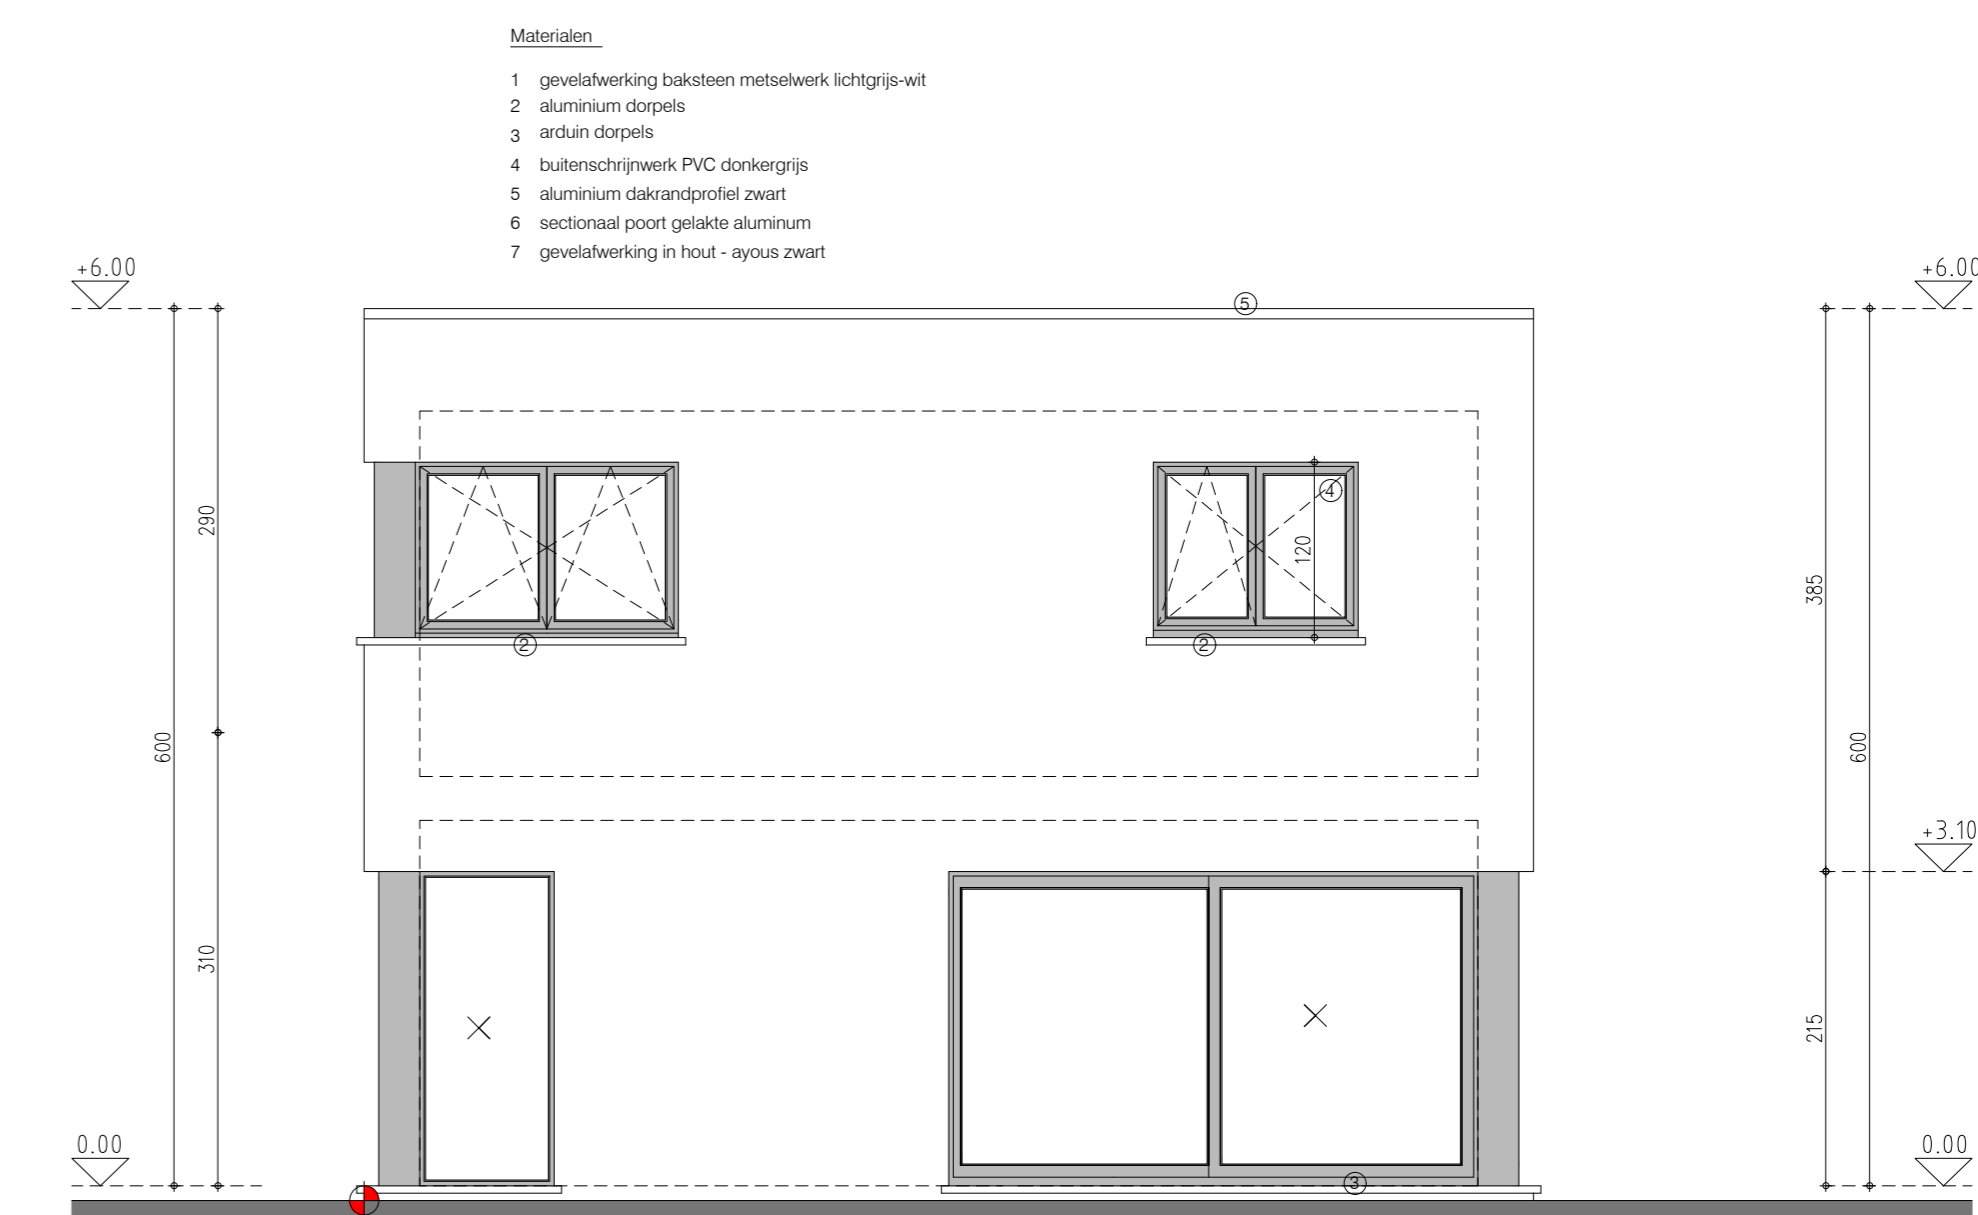 Materialen
1 gevelafwerking baksteen metselwerk lichtgrijs-wit
2 aluminium dorpels
3 arduin dorpels
4 buitenschrijnwerk PVC donkergrijs
5 aluminium dakrandprofiel zwart
6 sectionaal poort gelakte aluminum
7 gevelafwerking in hout - ayous zwart
+6.00
+6.00
5
290
4
120
385
2
2
600
600
+3.10
310
215
0.00
0.00
3